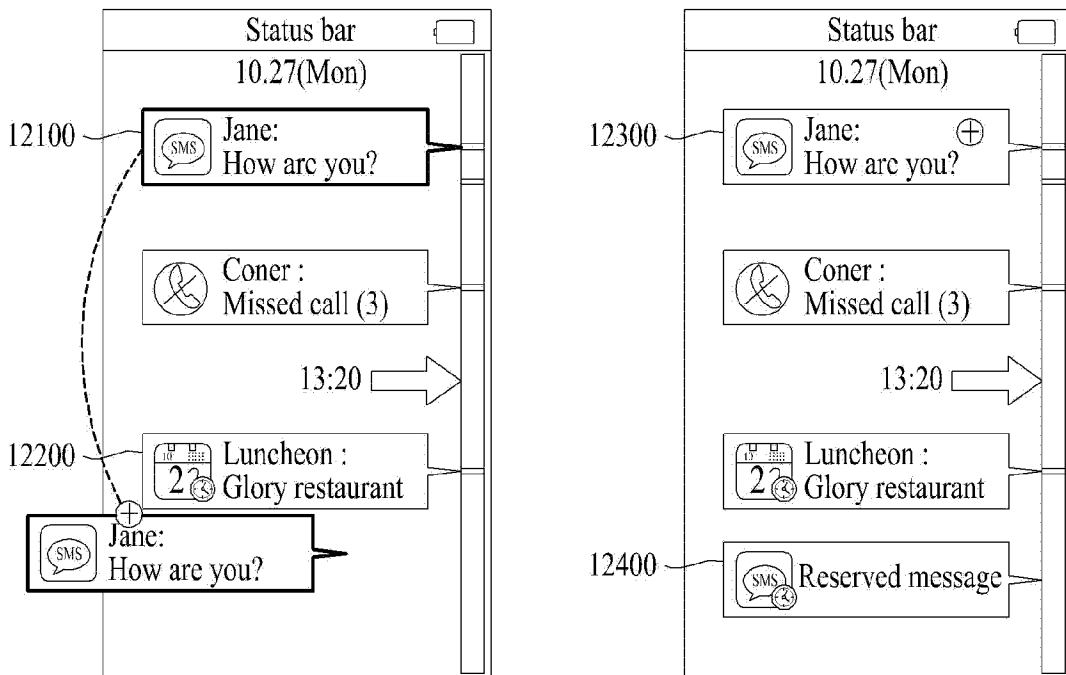 Status bar
10.27(Mon)
12100
SMS
Jane:
How arc you?
Coner :
Missed call (3)
13:20
12200
10
Luncheon :
Glory restaurant
SMS
Jane:
How are you?
Status bar
10.27(Mon)
12300
SMS
Jane:
How arc you?
Coner :
Missed call (3)
13:20
Luncheon :
Glory restaurant
12400
SMS
Reserved message